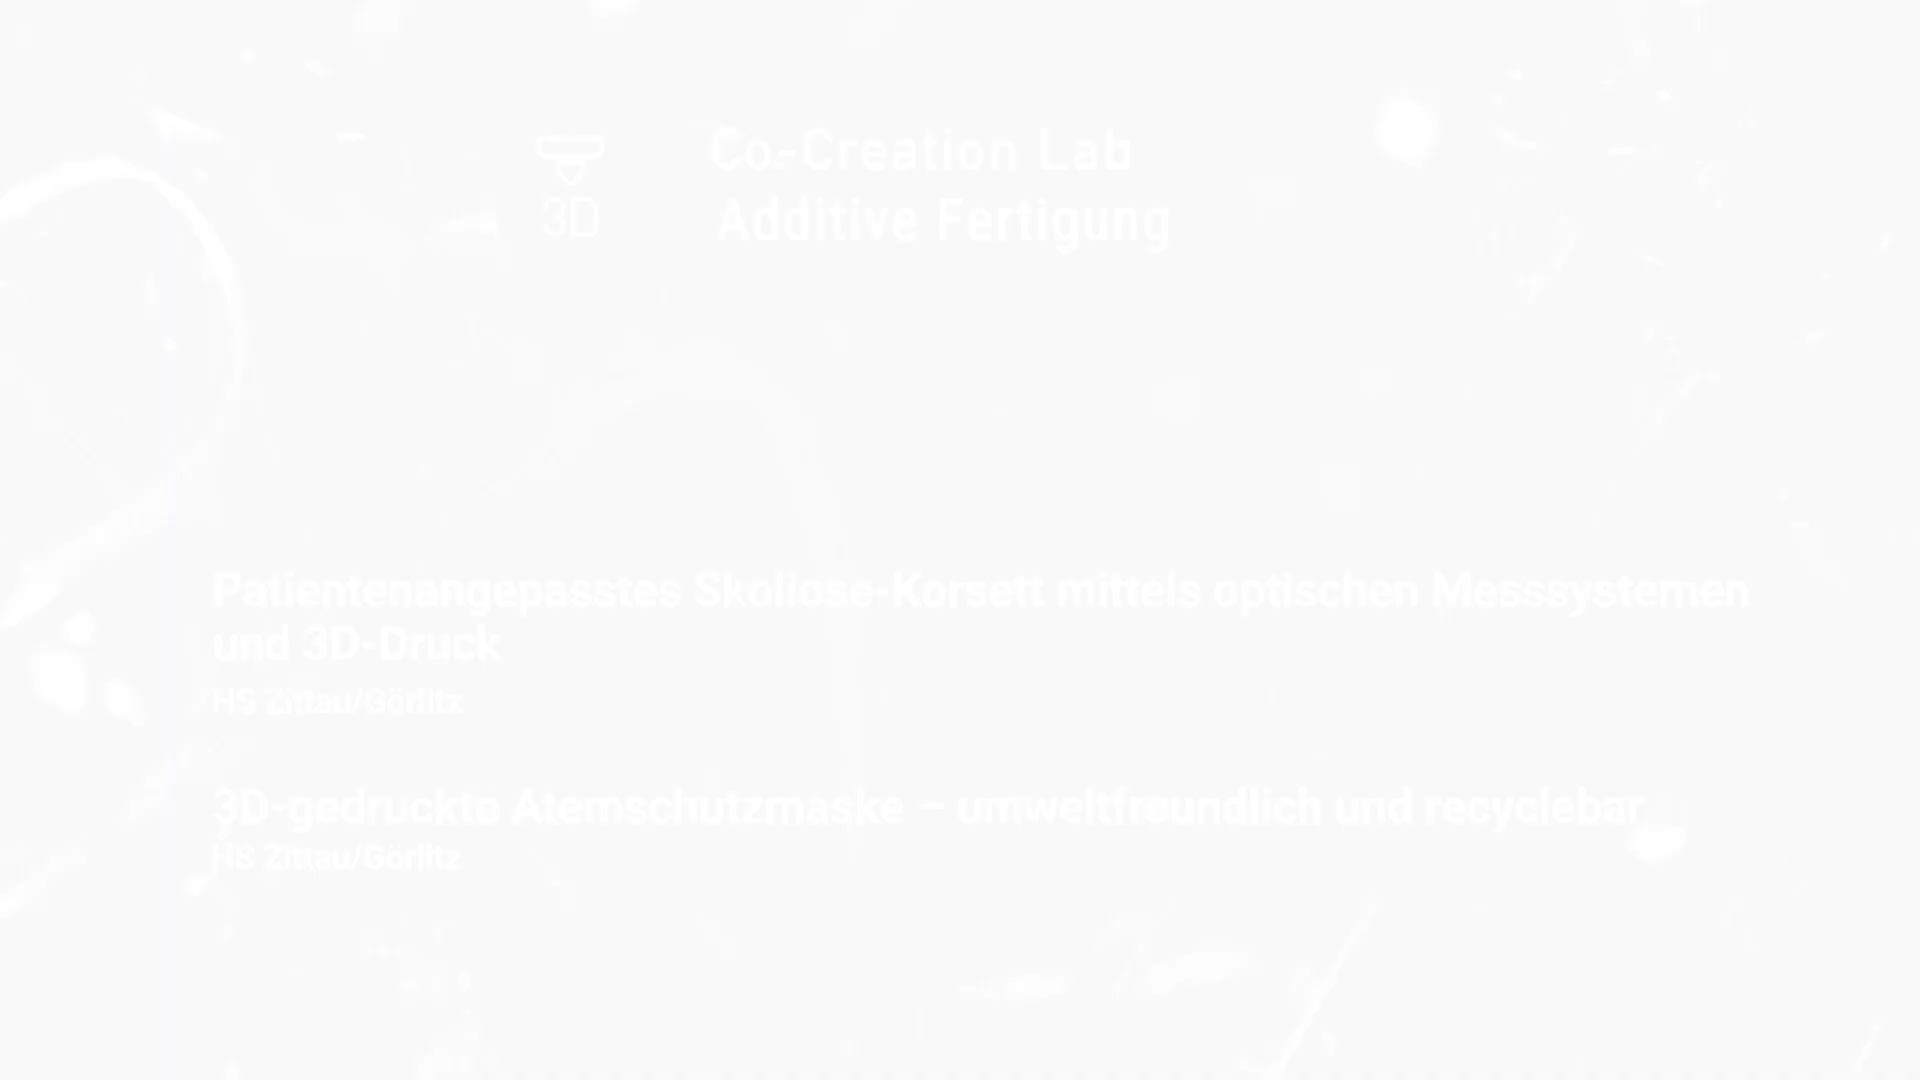 Co-Creation Lab
3D
Additive Fertigung
Patientenangepasstes Skoliose-Korsett mittels optischen Messsystemen
und 3D-Druck
HS Zittau/Görlitz
3D-gedruckte Atemschutzmaske – umweltfreundlich und recyclebar
HS Zittau/Görlitz